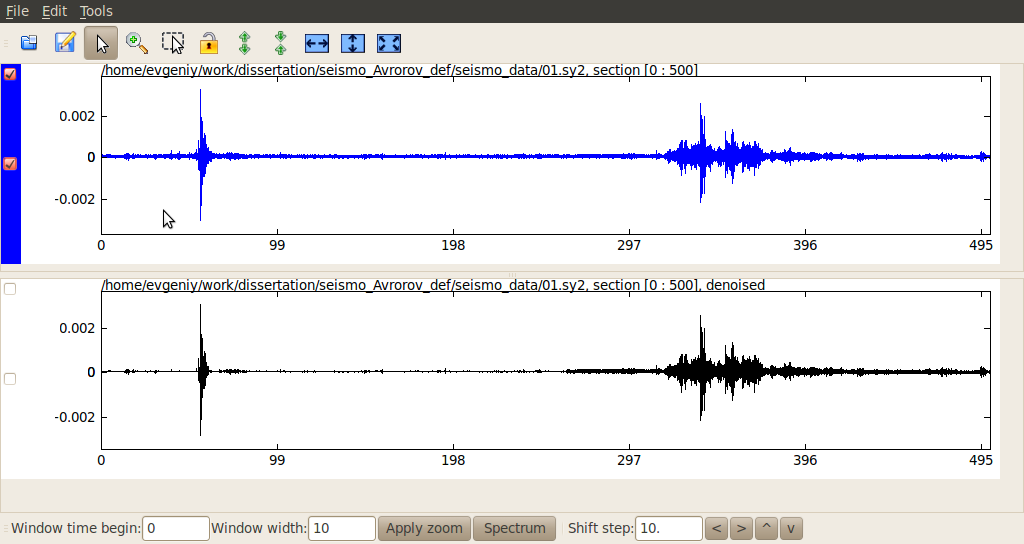 File Edit Tools
/home/evgeniy/work/dissertation/seismo_Avrorov_def/seismo_data/01.sy2, section [0 : 500]
0.002
0
-0.002
0 99 198 297 396 495
/home/evgeniy/work/dissertation/seismo_Avrorov_def/seismo_data/01.sy2, section [0 : 500], denoised
0.002
0
-0.002
0 99 198 297 396 495
Window time begin: 0 Window width: 10 Apply zoom Spectrum Shift step: 10. < > ^ v